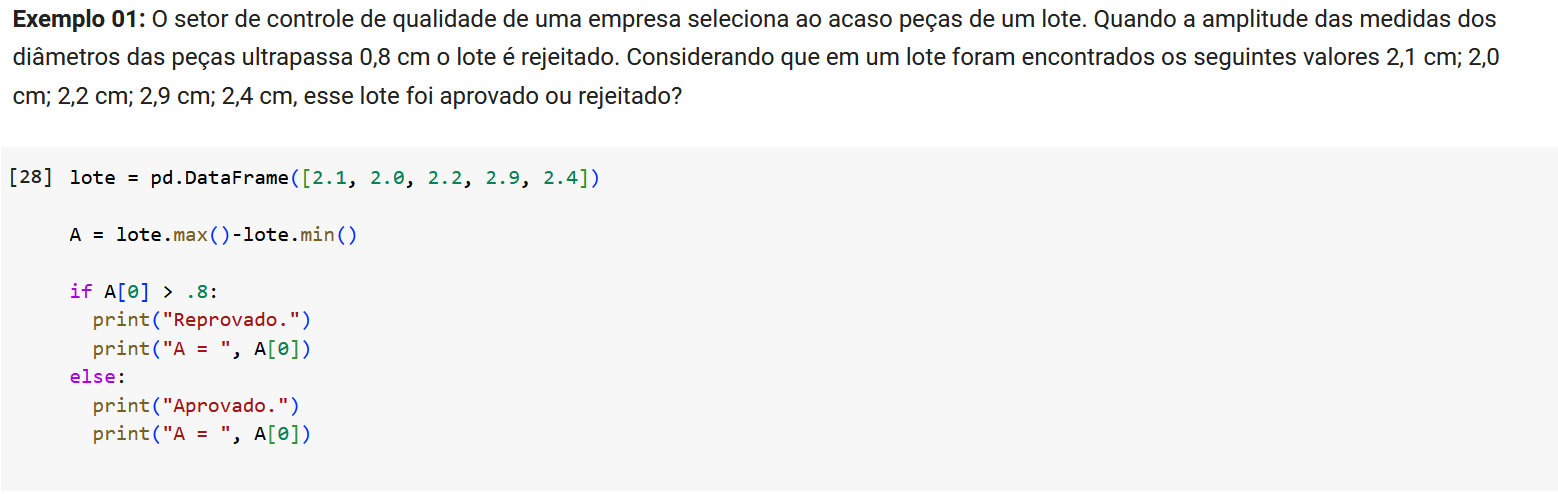 Exemplo 01: O setor de controle de qualidade de uma empresa seleciona ao acaso peças de um lote. Quando a amplitude das medidas dos
diâmetros das peças ultrapassa 0,8 cm o lote é rejeitado. Considerando que em um lote foram encontrados os seguintes valores 2,1 cm; 2,0
cm; 2,2 cm; 2,9 cm; 2,4 cm, esse lote foi aprovado ou rejeitado?
[28] lote = pd.DataFrame([2.1, 2.0, 2.2, 2.9, 2.4])
A = lote.max()-lote.min()
if A[0] > .8:
  print("Reprovado.")
  print("A = ", A[0])
else:
  print("Aprovado.")
  print("A = ", A[0])